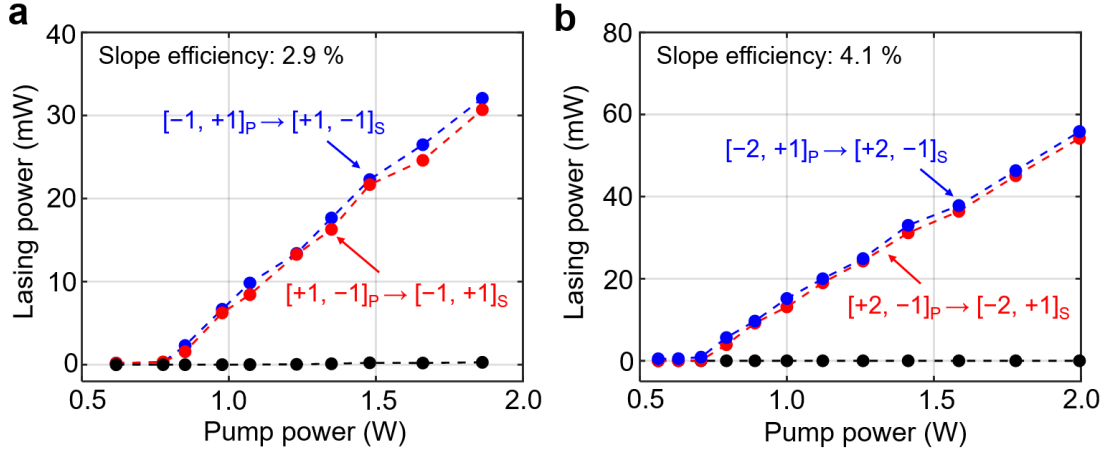 a
Slope efficiency: 2.9 %
[−1, +1]P → [+1, −1]S
[+1, −1]P → [−1, +1]S
Lasing power (mW)
40
30
20
10
0
0.5 1.0 1.5 2.0
Pump power (W)
b
Slope efficiency: 4.1 %
[−2, +1]P → [+2, −1]S
[+2, −1]P → [−2, +1]S
Lasing power (mW)
80
60
40
20
0
0.5 1.0 1.5 2.0
Pump power (W)